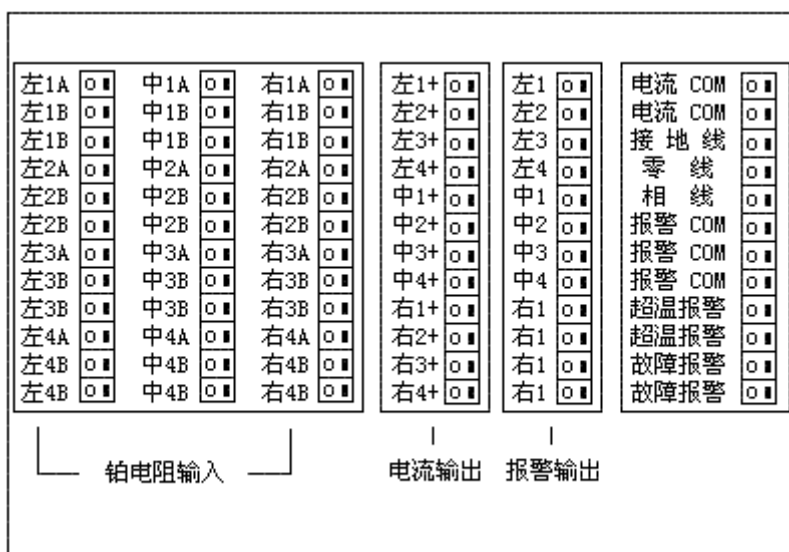 左1A 中1A 右1A 左1+ 左1 电流 COM
左1B 中1B 右1B 左2+ 左2 电流 COM
左1B 中1B 右1B 左3+ 左3 接地线
左2A 中2A 右2A 左4+ 左4 零线
左2B 中2B 右2B 中1+ 中1 相线
左2B 中2B 右2B 中2+ 中2 报警 COM
左3A 中3A 右3A 中3+ 中3 报警 COM
左3B 中3B 右3B 中4+ 中4 报警 COM
左3B 中3B 右3B 右1+ 右1 超温报警
左4A 中4A 右4A 右2+ 右1 超温报警
左4B 中4B 右4B 右3+ 右1 故障报警
左4B 中4B 右4B 右4+ 右1 故障报警
铂电阻输入 电流输出 报警输出